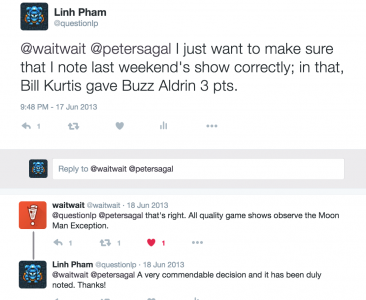 Linh Pham
@questionlp
@waitwait @petersagal I just want to make sure
that I note last weekend's show correctly; in that,
Bill Kurtis gave Buzz Aldrin 3 pts.
9:48 PM - 17 Jun 2013
1
Reply to @waitwait @petersagal
waitwait @waitwait · 18 Jun 2013
@questionlp @petersagal that's right. All quality game shows observe the Moon
Man Exception.
1 1 1
Linh Pham @questionlp · 18 Jun 2013
@waitwait @petersagal A very commendable decision and it has been duly
noted. Thanks!